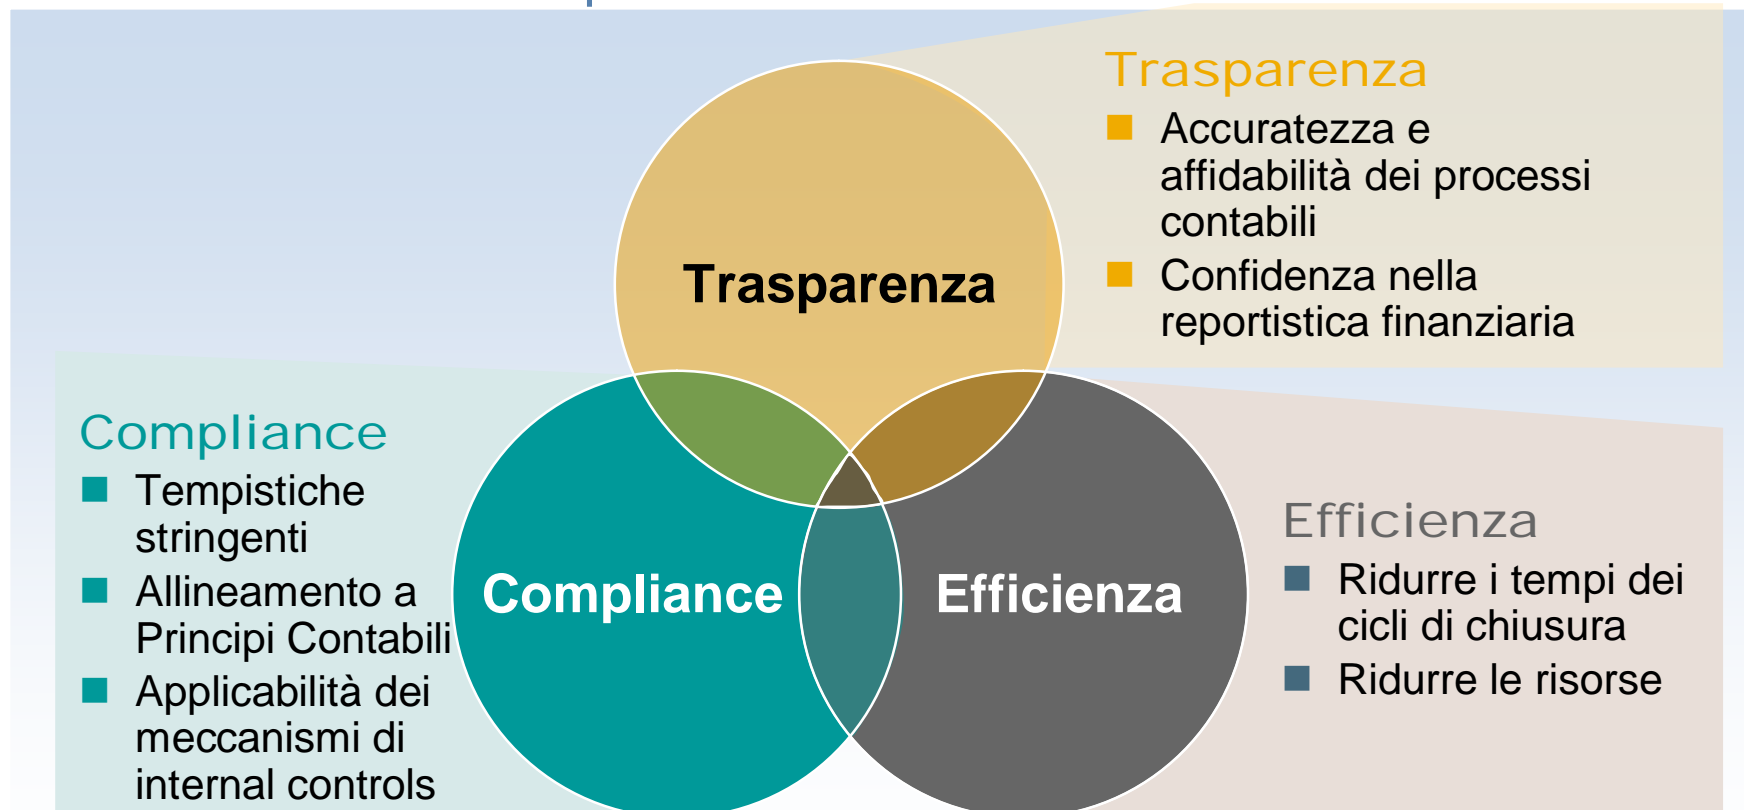 Trasparenza
Accuratezza e
affidabilità dei processi
contabili
Confidenza nella
reportistica finanziaria
Trasparenza
Compliance
Tempistiche
stringenti
Allineamento a
Principi Contabili
Applicabilità dei
meccanismi di
internal controls
Compliance
Efficienza
Efficienza
Ridurre i tempi dei
cicli di chiusura
Ridurre le risorse